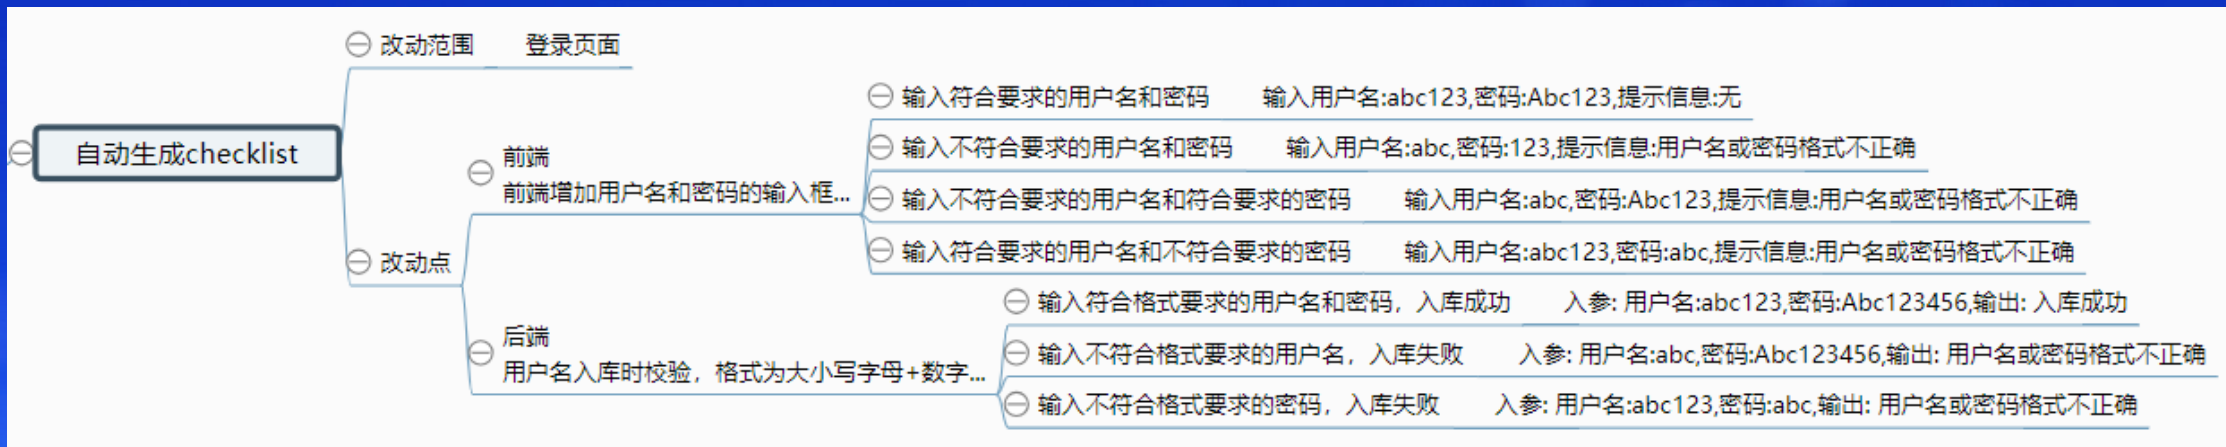 自动生成checklist
改动范围
登录页面
改动点
前端
前端增加用户名和密码的输入框...
输入符合要求的用户名和密码
输入用户名:abc123,密码:Abc123,提示信息:无
输入不符合要求的用户名和密码
输入用户名:abc,密码:123,提示信息:用户名或密码格式不正确
输入不符合要求的用户名和符合要求的密码
输入用户名:abc,密码:Abc123,提示信息:用户名或密码格式不正确
输入符合要求的用户名和不符合要求的密码
输入用户名:abc123,密码:abc,提示信息:用户名或密码格式不正确
后端
用户名入库时校验，格式为大小写字母+数字...
输入符合格式要求的用户名和密码，入库成功
入参: 用户名:abc123,密码:Abc123456,输出: 入库成功
输入不符合格式要求的用户名，入库失败
入参: 用户名:abc,密码:Abc123456,输出: 用户名或密码格式不正确
输入不符合格式要求的密码，入库失败
入参: 用户名:abc123,密码:abc,输出: 用户名或密码格式不正确